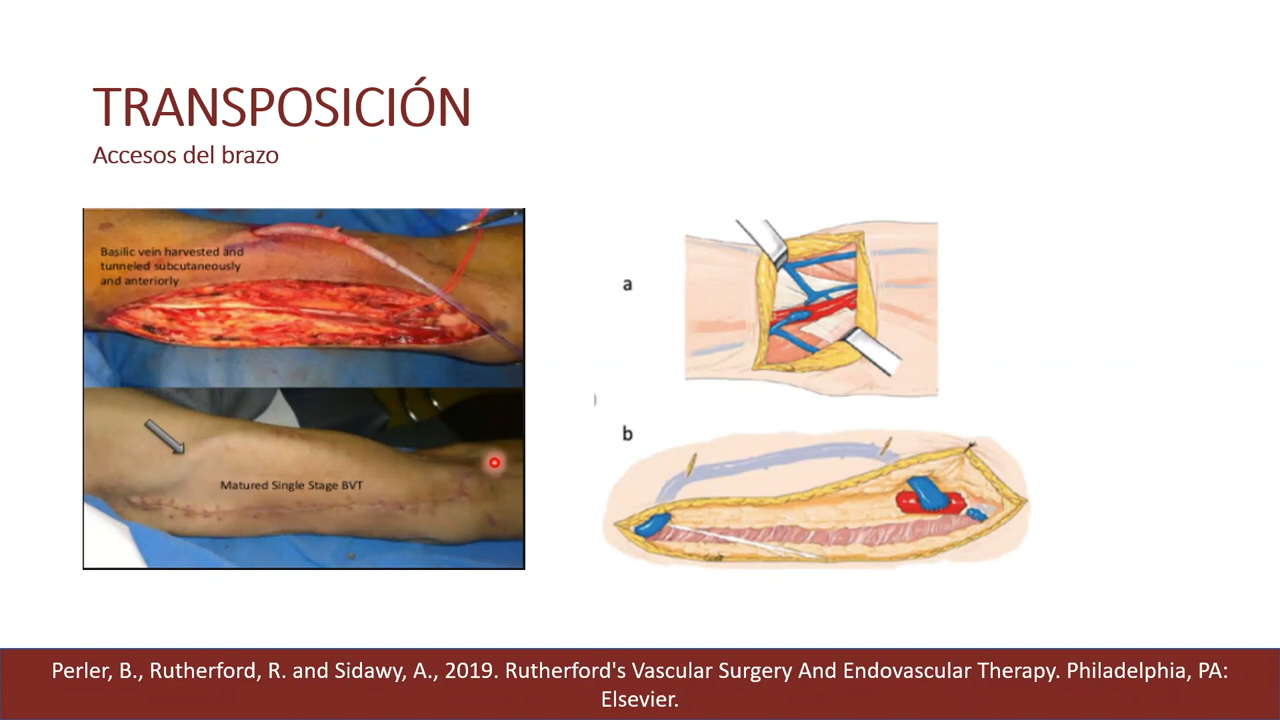 TRANSPOSICIÓN
Accesos del brazo
Basilic vein harvested and
tunneled subcutaneously
and anteriorly
Matured Single Stage BVT
a
b
Perler, B., Rutherford, R. and Sidawy, A., 2019. Rutherford's Vascular Surgery And Endovascular Therapy. Philadelphia, PA:
Elsevier.